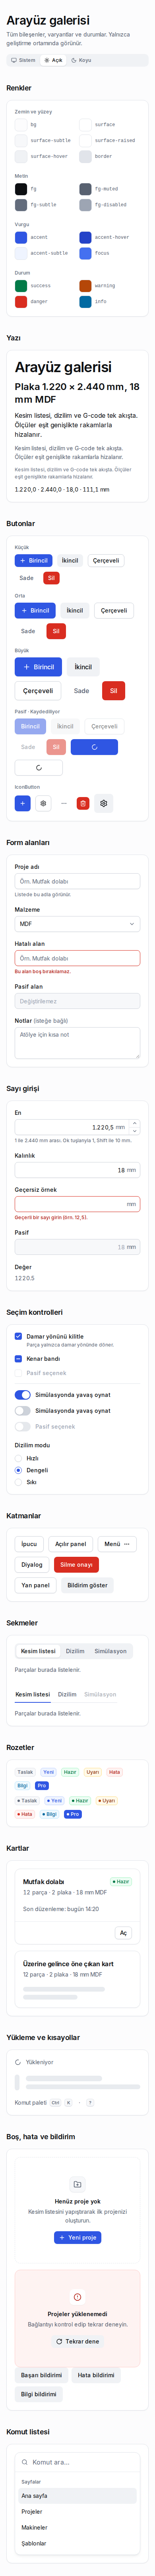 Arayüz galerisi
Tüm bileşenler, varyantlar ve durumlar. Yalnızca
geliştirme ortamında görünür.
Sistem Açık Koyu
Renkler
Zemin ve yüzey
bg surface
surface-subtle surface-raised
surface-hover border
Metin
fg fg-muted
fg-subtle fg-disabled
Vurgu
accent accent-hover
accent-subtle focus
Durum
success warning
danger info
Yazı
Arayüz galerisi
Plaka 1.220 × 2.440 mm, 18
mm MDF
Kesim listesi, dizilim ve G-code tek akışta.
Ölçüler eşit genişlikte rakamlarla
hizalanır.
Kesim listesi, dizilim ve G-code tek akışta.
Ölçüler eşit genişlikte rakamlarla hizalanır.
Kesim listesi, dizilim ve G-code tek akışta. Ölçüler
eşit genişlikte rakamlarla hizalanır.
1.220,0 · 2.440,0 · 18,0 · 111,1 mm
Butonlar
Küçük
Birincil İkincil Çerçeveli
Sade Sil
Orta
Birincil İkincil Çerçeveli
Sade Sil
Büyük
Birincil İkincil
Çerçeveli Sade Sil
Pasif · Kaydediliyor
Birincil İkincil Çerçeveli
Sade Sil
IconButton
Form alanları
Proje adı
Örn. Mutfak dolabı
Listede bu adla görünür.
Malzeme
MDF
Hatalı alan
Örn. Mutfak dolabı
Bu alan boş bırakılamaz.
Pasif alan
Değiştirilemez
Notlar (isteğe bağlı)
Atölye için kısa not
Sayı girişi
En
1.220,5 mm
1 ile 2.440 mm arası. Ok tuşlarıyla 1, Shift ile 10 mm.
Kalınlık
18 mm
Geçersiz örnek
mm
Geçerli bir sayı girin (örn. 12,5).
Pasif
18 mm
Değer
1220.5
Seçim kontrolleri
Damar yönünü kilitle
Parça yalnızca damar yönünde döner.
Kenar bandı
Pasif seçenek
Simülasyonda yavaş oynat
Simülasyonda yavaş oynat
Pasif seçenek
Dizilim modu
Hızlı
Dengeli
Sıkı
Katmanlar
İpucu Açılır panel Menü
Diyalog Silme onayı
Yan panel Bildirim göster
Sekmeler
Kesim listesi Dizilim Simülasyon
Parçalar burada listelenir.
Kesim listesi Dizilim Simülasyon
Parçalar burada listelenir.
Rozetler
Taslak Yeni Hazır Uyarı Hata
Bilgi Pro
Taslak Yeni Hazır Uyarı
Hata Bilgi Pro
Kartlar
Mutfak dolabı Hazır
12 parça · 2 plaka · 18 mm MDF
Son düzenleme: bugün 14:20
Aç
Üzerine gelince öne çıkan kart
12 parça · 2 plaka · 18 mm MDF
Yükleme ve kısayollar
Yükleniyor
Komut paleti Ctrl K · ?
Boş, hata ve bildirim
Henüz proje yok
Kesim listesini yapıştırarak ilk projenizi
oluşturun.
Yeni proje
Projeler yüklenemedi
Bağlantıyı kontrol edip tekrar deneyin.
Tekrar dene
Başarı bildirimi Hata bildirimi
Bilgi bildirimi
Komut listesi
Komut ara...
Sayfalar
Ana sayfa
Projeler
Makineler
Şablonlar